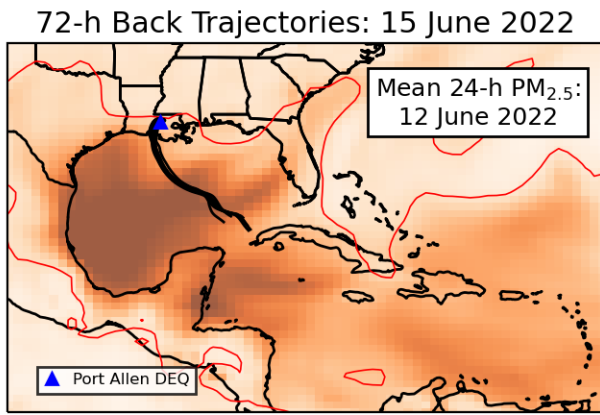 72-h Back Trajectories: 15 June 2022
Mean 24-h PM₂.₅:
12 June 2022
Port Allen DEQ